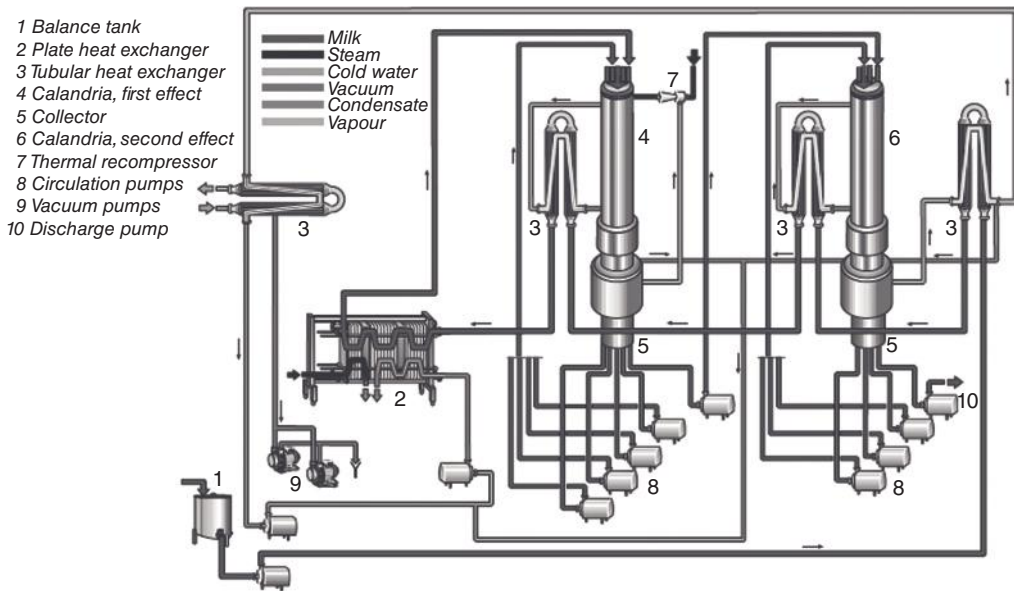 1 Balance tank
2 Plate heat exchanger
3 Tubular heat exchanger
4 Calandria, first effect
5 Collector
6 Calandria, second effect
7 Thermal recompressor
8 Circulation pumps
9 Vacuum pumps
10 Discharge pump
Milk
Steam
Cold water
Vacuum
Condensate
Vapour
7
4
6
3
3
3
3
5
5
2
10
1
9
8
8